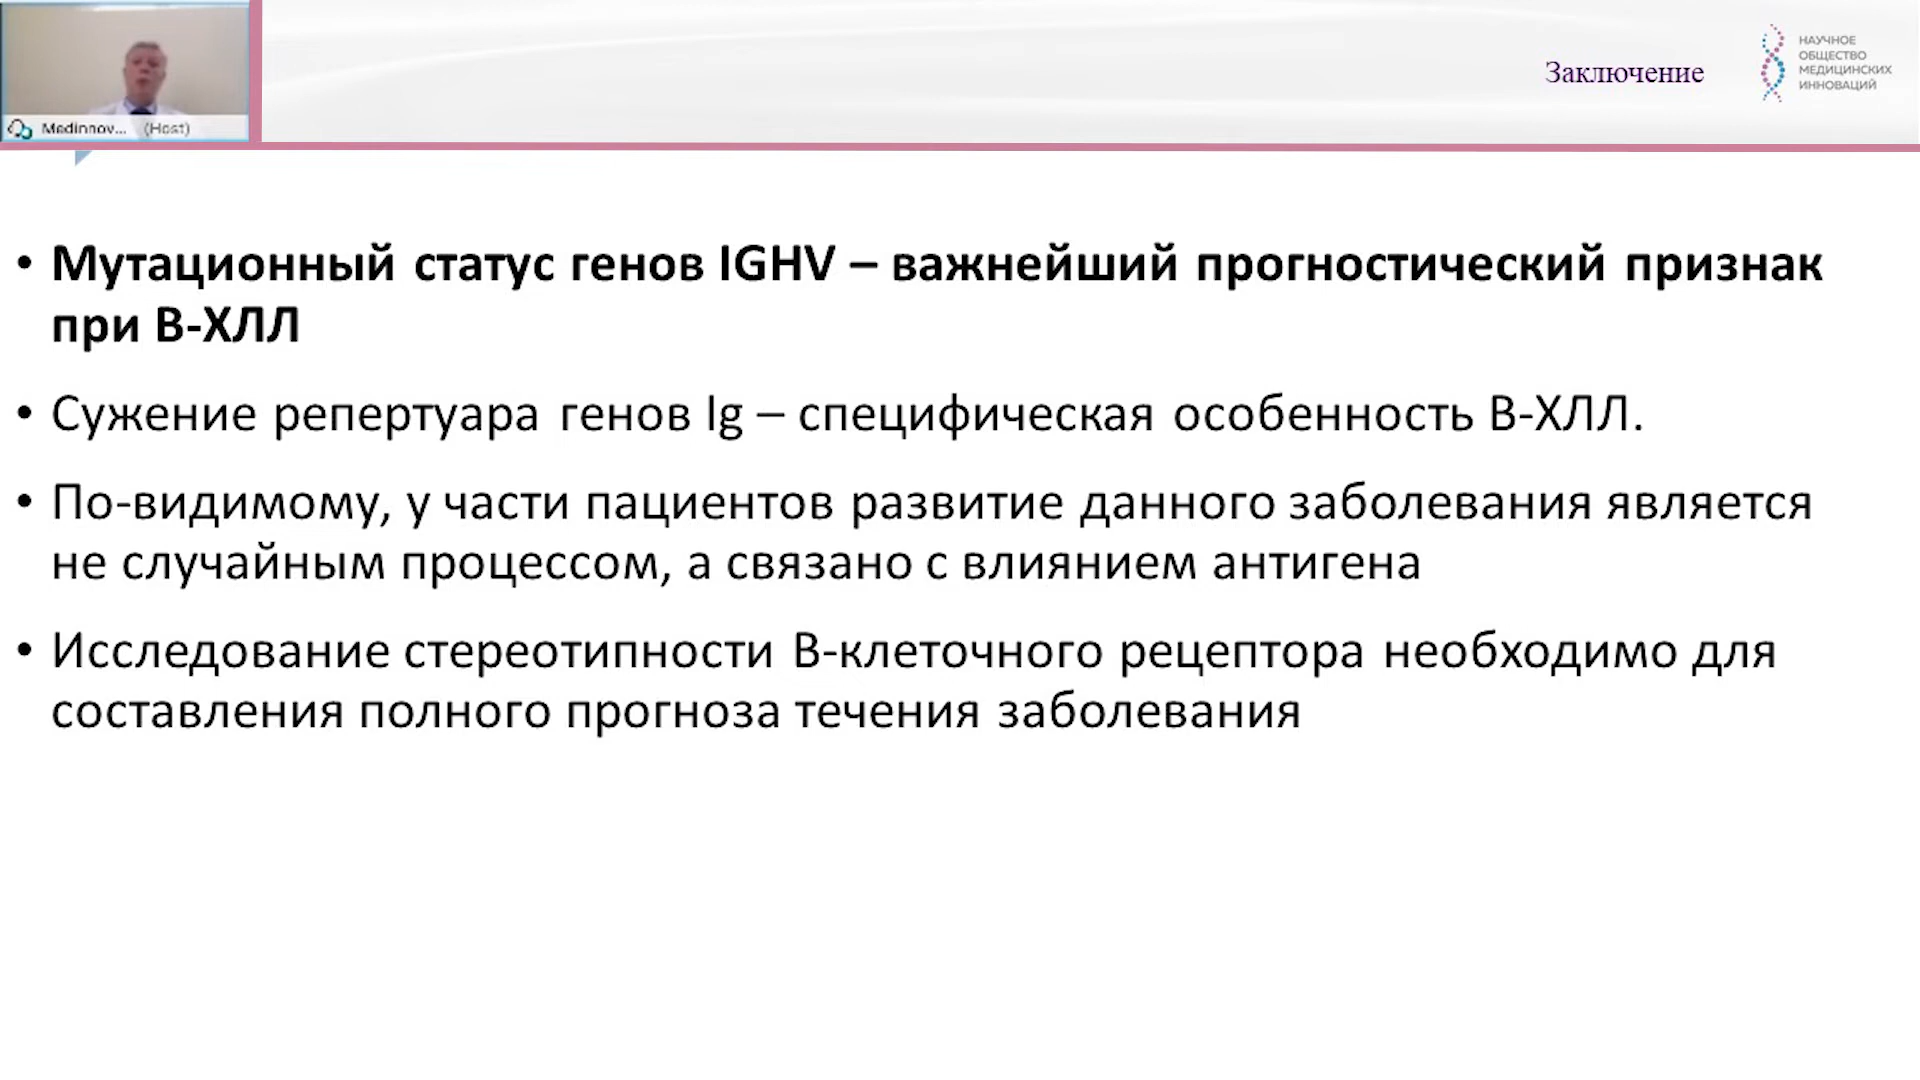 Medinnov... (Host)
Заключение
НАУЧНОЕ
ОБЩЕСТВО
МЕДИЦИНСКИХ
ИННОВАЦИЙ
• Мутационный статус генов IGHV – важнейший прогностический признак
при В-ХЛЛ
• Сужение репертуара генов Ig – специфическая особенность В-ХЛЛ.
• По-видимому, у части пациентов развитие данного заболевания является
не случайным процессом, а связано с влиянием антигена
• Исследование стереотипности В-клеточного рецептора необходимо для
составления полного прогноза течения заболевания